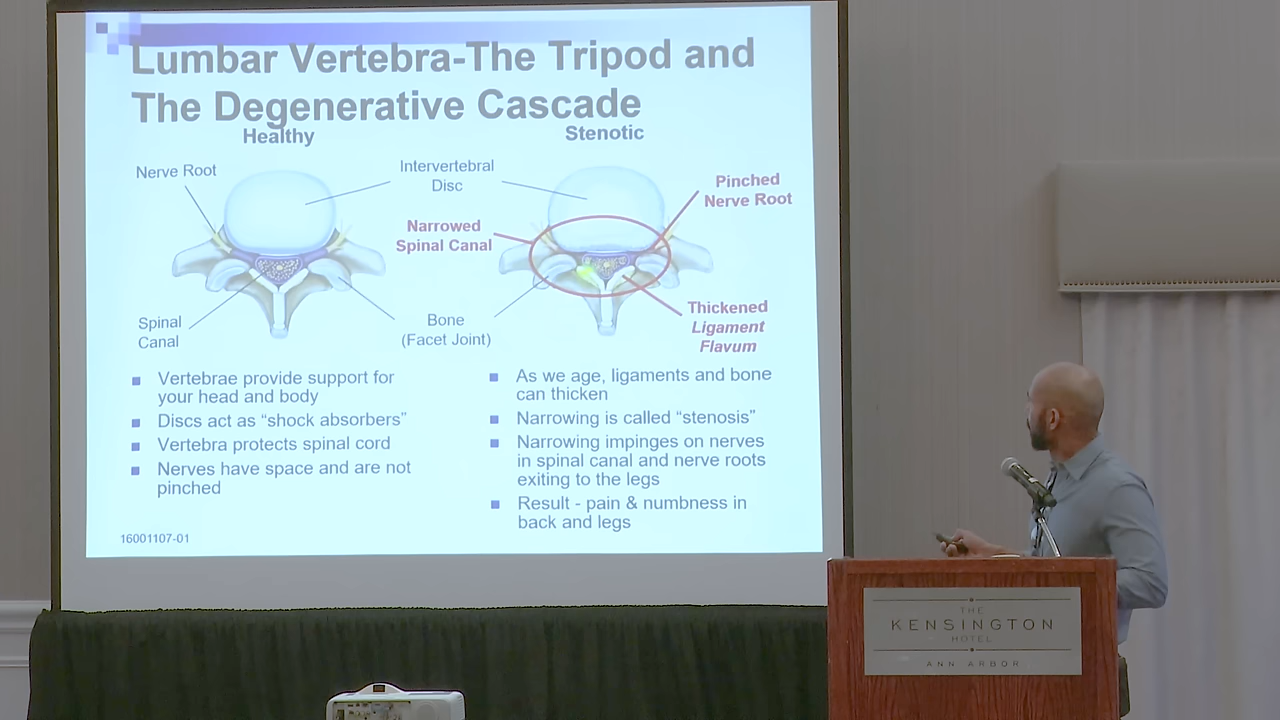 Lumbar Vertebra-The Tripod and
The Degenerative Cascade
Healthy
Stenotic
Nerve Root
Intervertebral
Disc
Pinched
Nerve Root
Narrowed
Spinal Canal
Spinal
Canal
Bone
(Facet Joint)
Thickened
Ligament
Flavum
Vertebrae provide support for
your head and body
Discs act as “shock absorbers”
Vertebra protects spinal cord
Nerves have space and are not
pinched
As we age, ligaments and bone
can thicken
Narrowing is called “stenosis”
Narrowing impinges on nerves
in spinal canal and nerve roots
exiting to the legs
Result - pain & numbness in
back and legs
16001107-01
THE
KENSINGTON
HOTEL
ANN ARBOR